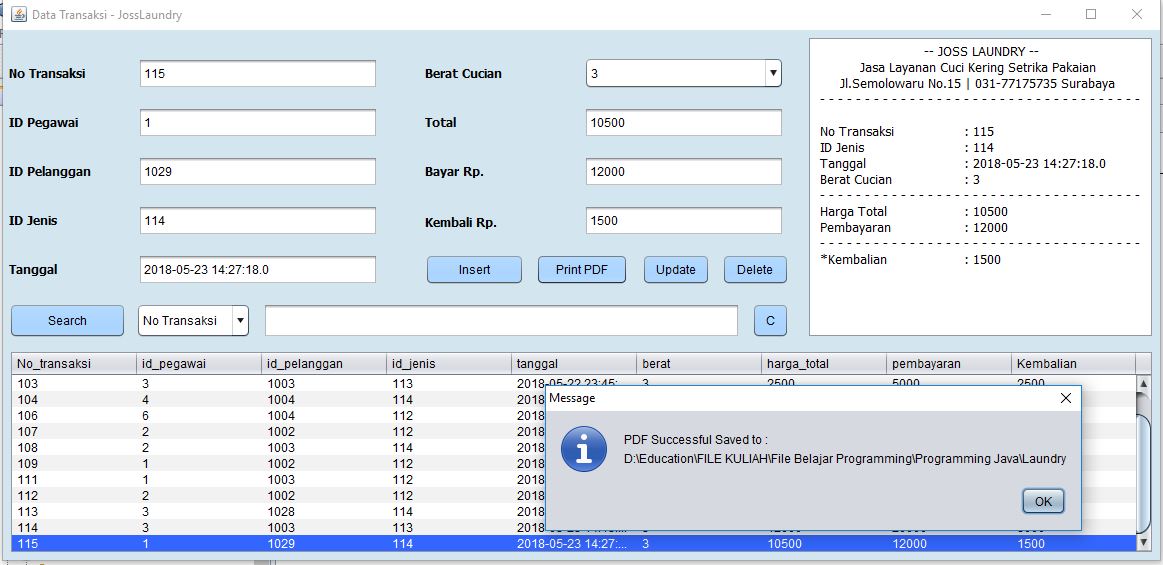 Data Transaksi - JossLaundry
No Transaksi 115
Berat Cucian 3
ID Pegawai 1
Total 10500
ID Pelanggan 1029
Bayar Rp. 12000
ID Jenis 114
Kembali Rp. 1500
Tanggal 2018-05-23 14:27:18.0
Insert Print PDF Update Delete
Search No Transaksi C
-- JOSS LAUNDRY --
Jasa Layanan Cuci Kering Setrika Pakaian
Jl.Semolowaru No.15 | 031-77175735 Surabaya
No Transaksi : 115
ID Jenis : 114
Tanggal : 2018-05-23 14:27:18.0
Berat Cucian : 3
Harga Total : 10500
Pembayaran : 12000
*Kembalian : 1500
No_transaksi id_pegawai id_pelanggan id_jenis tanggal berat harga_total pembayaran Kembalian
103 3 1003 113 2018-05-22 23:45: 3 2500 5000 2500
104 4 1004 114 2018
106 6 1004 112 2018
107 2 1002 112 2018
108 2 1003 114 2018
109 1 1002 112 2018
111 1 1003 112 2018
112 2 1002 112 2018
113 3 1028 114 2018
114 3 1003 113
115 1 1029 114 2018-05-23 14:27:... 3 10500 12000 1500
Message
PDF Successful Saved to :
D:\Education\FILE KULIAH\File Belajar Programming\Programming Java\Laundry
OK